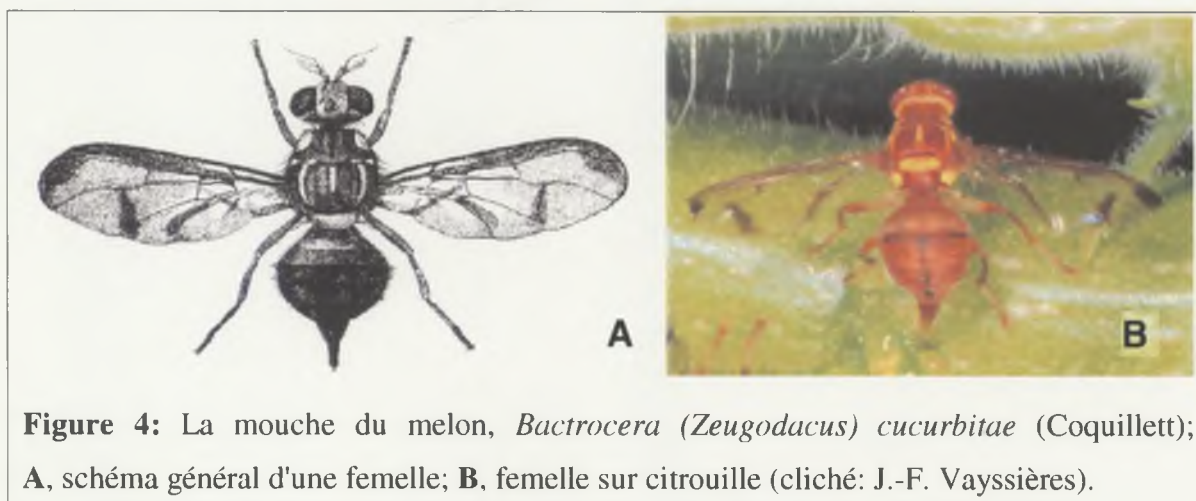 A
B
Figure 4: La mouche du melon, Bactrocera (Zeugodacus) cucurbitae (Coquillett);
A, schéma général d'une femelle; B, femelle sur citrouille (cliché: J.-F. Vayssières).